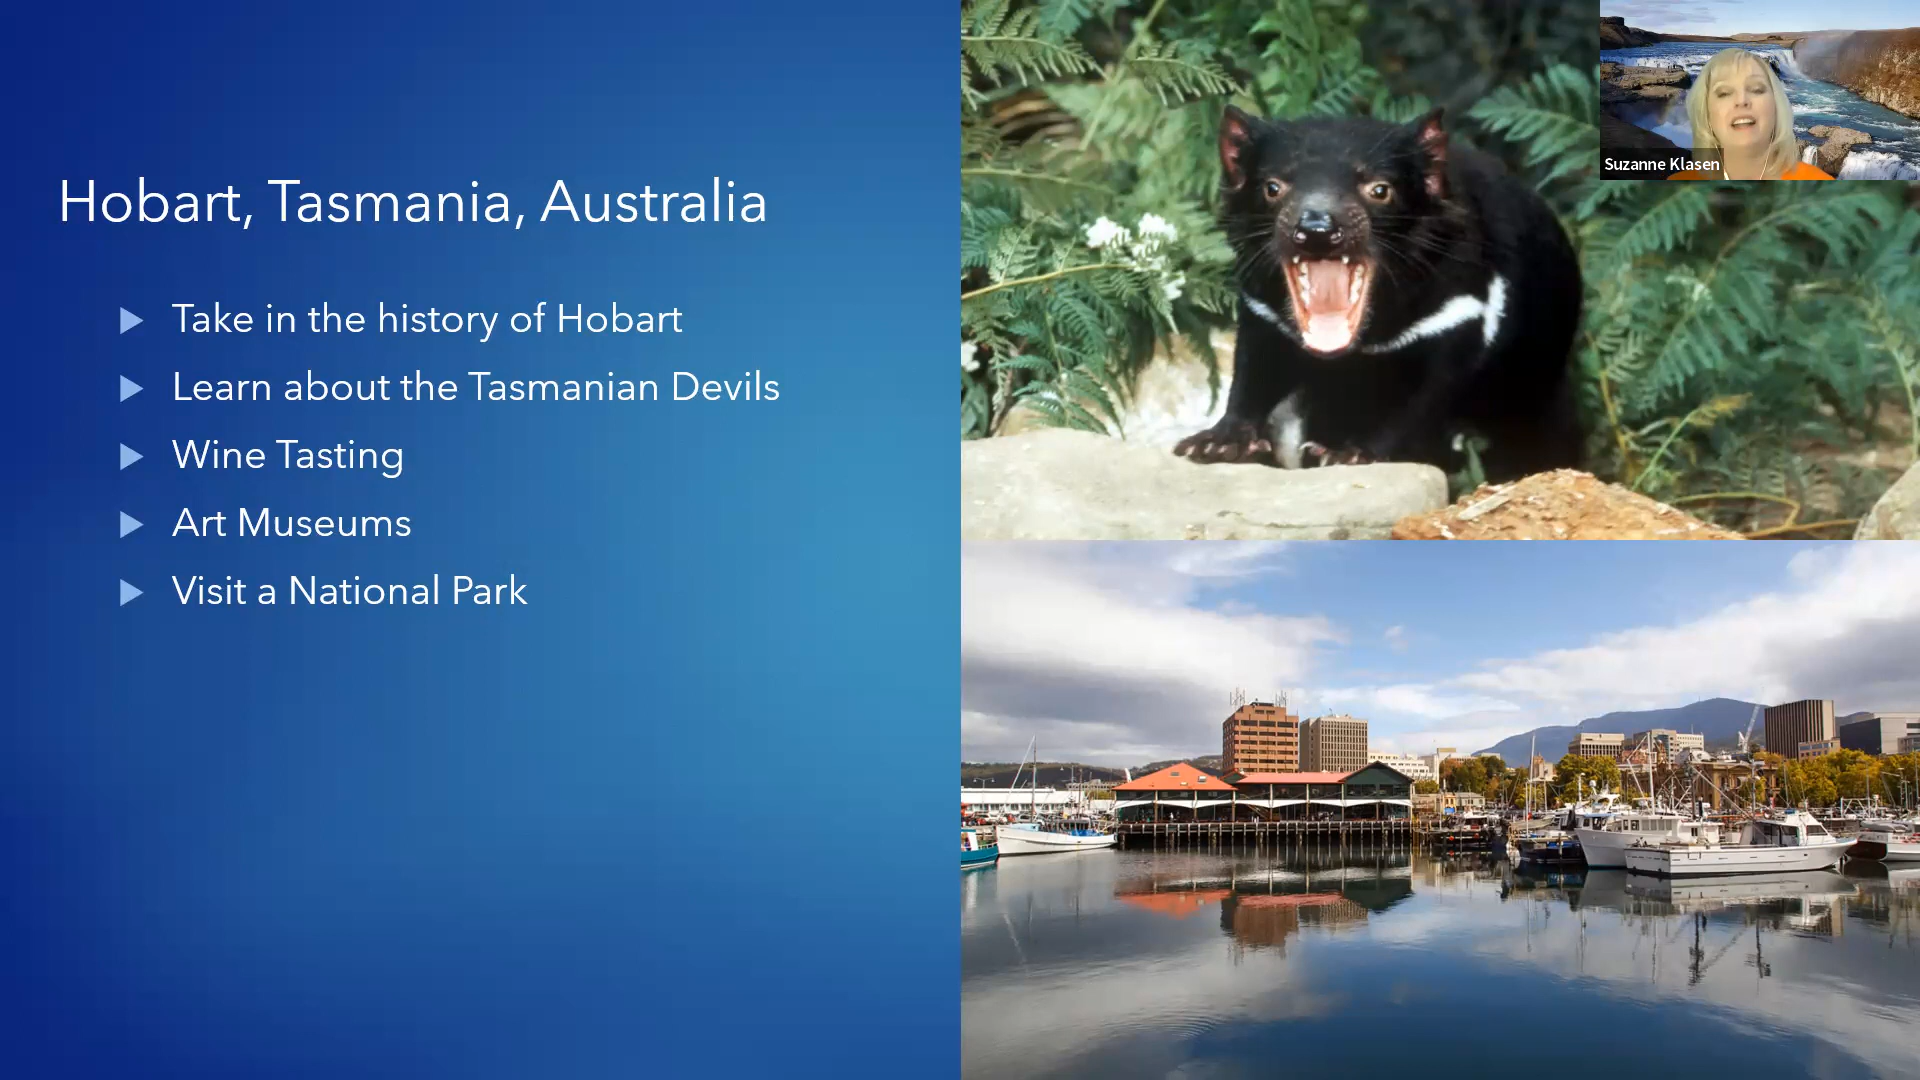 Hobart, Tasmania, Australia
Take in the history of Hobart
Learn about the Tasmanian Devils
Wine Tasting
Art Museums
Visit a National Park
Suzanne Klasen